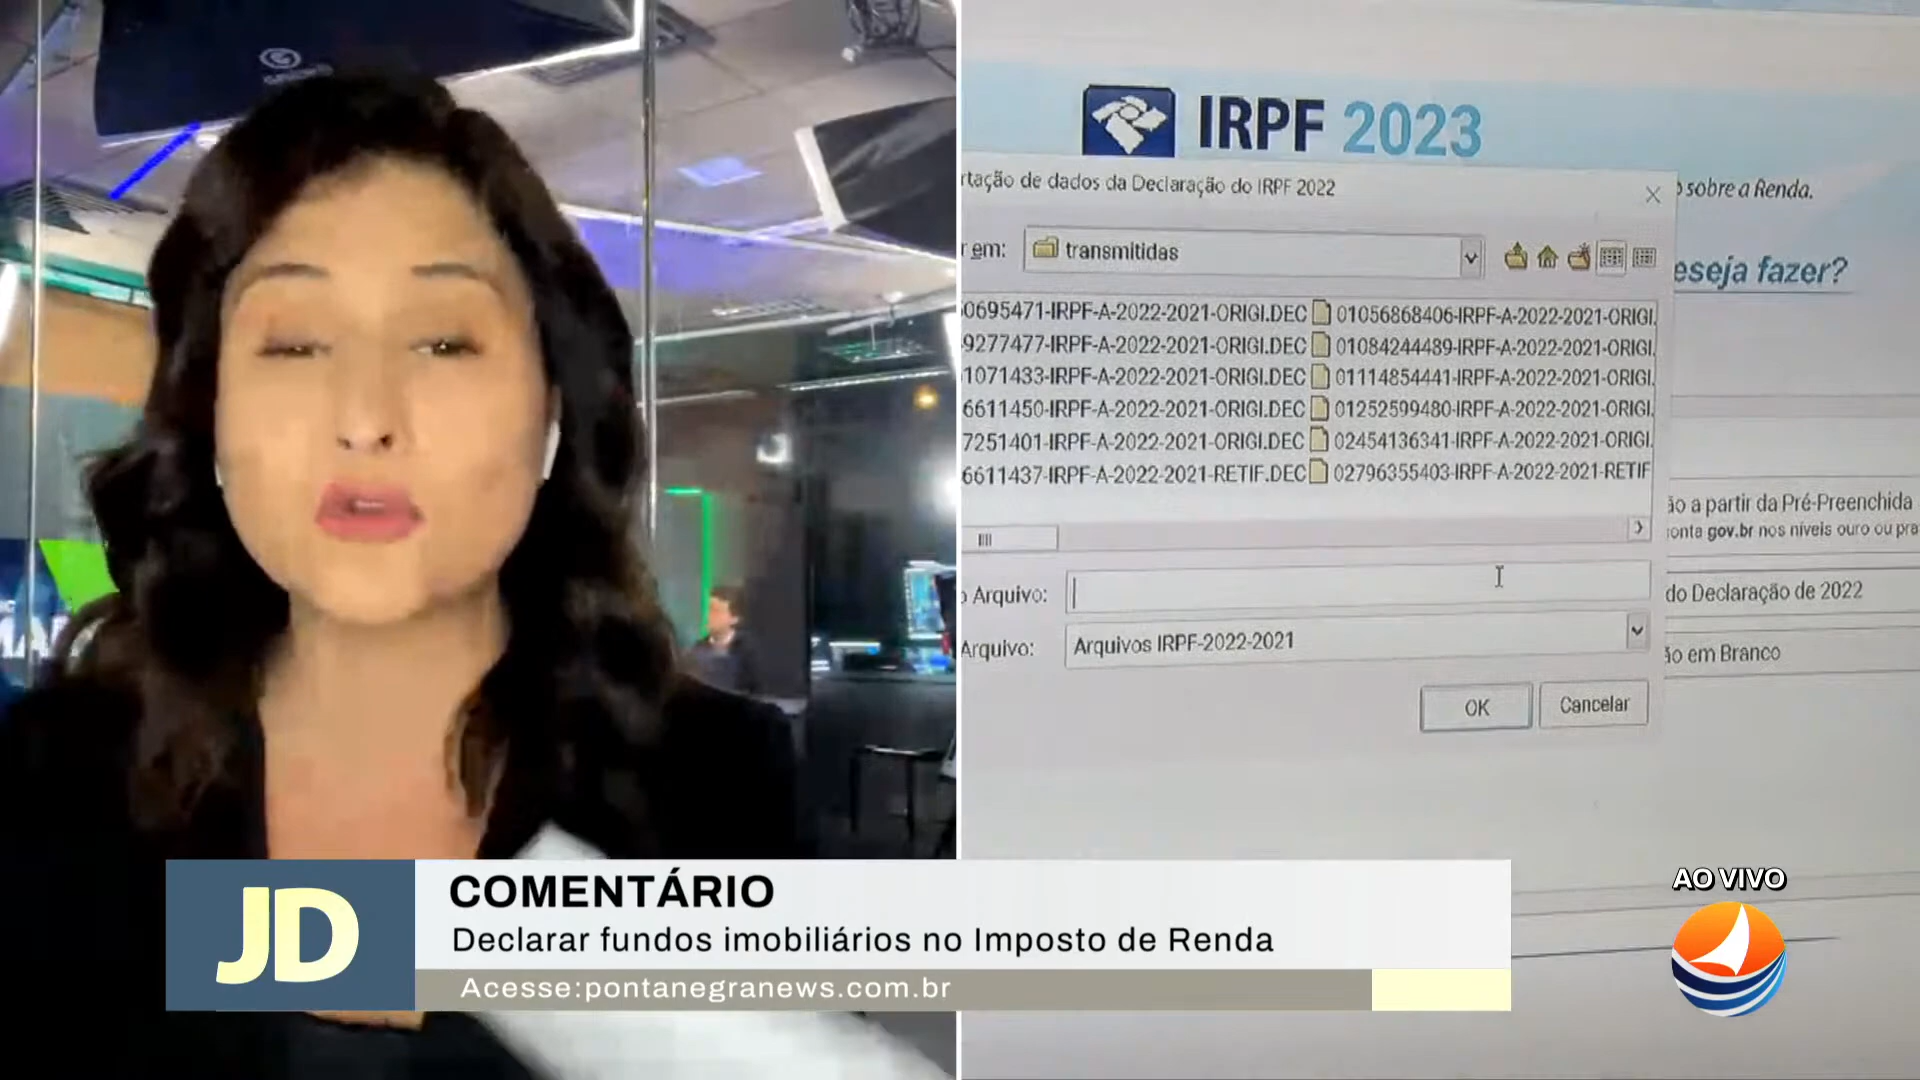 IRPF 2023
rtação de dados da Declaração do IRPF 2022
sobre a Renda.
em:
transmitidas
eseja fazer?
0695471-IRPF-A-2022-2021-ORIGI.DEC 01056868406-IRPF-A-2022-2021-ORIGI.
9277477-IRPF-A-2022-2021-ORIGI.DEC 01084244489-IRPF-A-2022-2021-ORIGI.
1071433-IRPF-A-2022-2021-ORIGI.DEC 01114854441-IRPF-A-2022-2021-ORIGI.
6611450-IRPF-A-2022-2021-ORIGI.DEC 01252599480-IRPF-A-2022-2021-ORIGI.
7251401-IRPF-A-2022-2021-ORIGI.DEC 02454136341-IRPF-A-2022-2021-ORIGI.
6611437-IRPF-A-2022-2021-RETIF.DEC 02796355403-IRPF-A-2022-2021-RETIF
ão a partir da Pré-Preenchida
onta gov.br nos níveis ouro ou pra
Arquivo:
do Declaração de 2022
Arquivo:
Arquivos IRPF-2022-2021
ão em Branco
OK
Cancelar
JD
COMENTÁRIO
Declarar fundos imobiliários no Imposto de Renda
Acesse:pontanegranews.com.br
AO VIVO